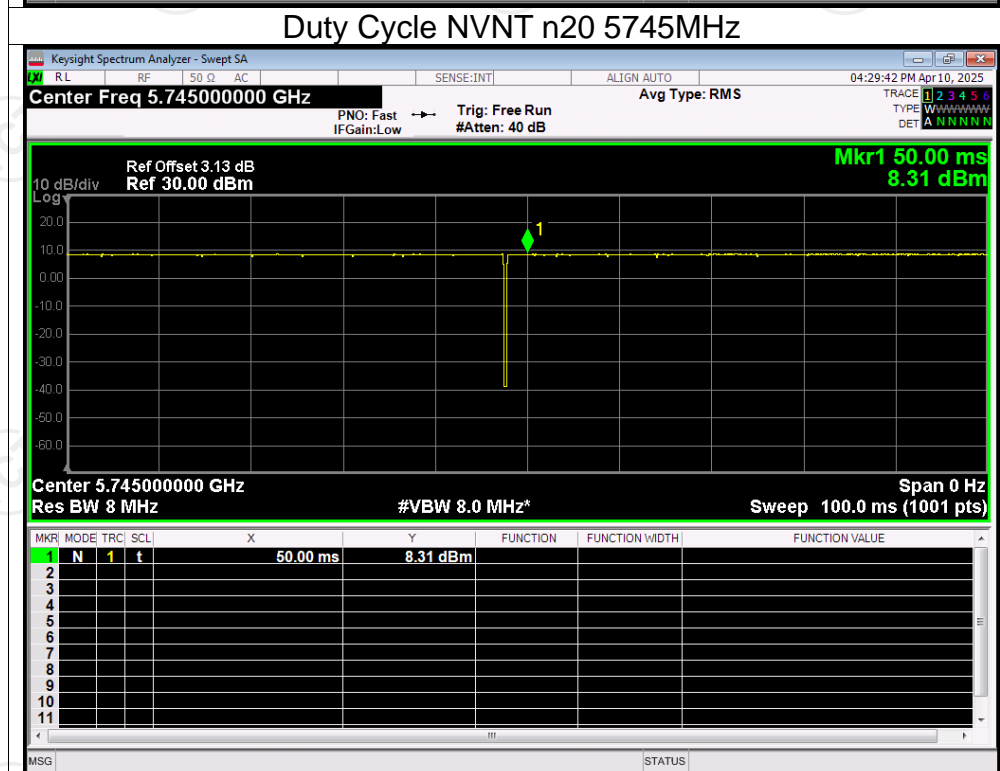 Duty Cycle NVNT n20 5745MHz
Keysight Spectrum Analyzer - Swept SA
LXI RL RF 50 Ω AC SENSE:INT ALIGN AUTO 04:29:42 PM Apr 10, 2025
Center Freq 5.745000000 GHz Avg Type: RMS TRACE 1 2 3 4 5 6
PNO: Fast Trig: Free Run TYPE WWWWWW
IFGain:Low #Atten: 40 dB DET A N N N N N
Mkr1 50.00 ms
8.31 dBm
Ref Offset 3.13 dB
10 dB/div Ref 30.00 dBm
Log
20.0
1
10.0
0.00
-10.0
-20.0
-30.0
-40.0
-50.0
-60.0
Center 5.745000000 GHz Span 0 Hz
Res BW 8 MHz #VBW 8.0 MHz* Sweep 100.0 ms (1001 pts)
MKR MODE TRC SCL X Y FUNCTION FUNCTION WIDTH FUNCTION VALUE
1 N 1 t 50.00 ms 8.31 dBm
2
3
4
5
6
7
8
9
10
11
MSG STATUS